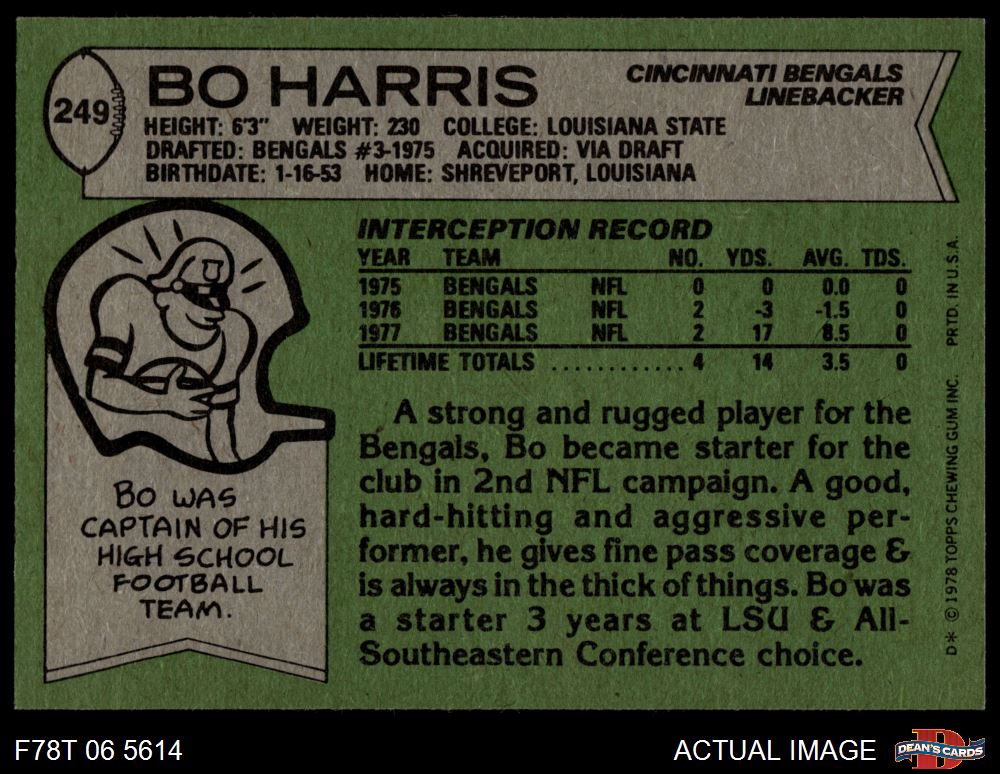 249
BO HARRIS
CINCINNATI BENGALS
LINEBACKER
HEIGHT: 6'3" WEIGHT: 230 COLLEGE: LOUISIANA STATE
DRAFTED: BENGALS #3-1975 ACQUIRED: VIA DRAFT
BIRTHDATE: 1-16-53 HOME: SHREVEPORT, LOUISIANA
INTERCEPTION RECORD
YEAR TEAM NO. YDS. AVG. TDS.
1975 BENGALS NFL 0 0 0.0 0
1976 BENGALS NFL 2 -3 -1.5 0
1977 BENGALS NFL 2 17 8.5 0
LIFETIME TOTALS ............ 4 14 3.5 0
A strong and rugged player for the
Bengals, Bo became starter for the
club in 2nd NFL campaign. A good,
hard-hitting and aggressive per-
former, he gives fine pass coverage &
is always in the thick of things. Bo was
a starter 3 years at LSU & All-
Southeastern Conference choice.
BO WAS
CAPTAIN OF HIS
HIGH SCHOOL
FOOTBALL
TEAM.
D* © 1978 TOPPS CHEWING GUM INC. PRTD. IN U.S.A.
F78T 06 5614
ACTUAL IMAGE
D
DEAN'S CARDS